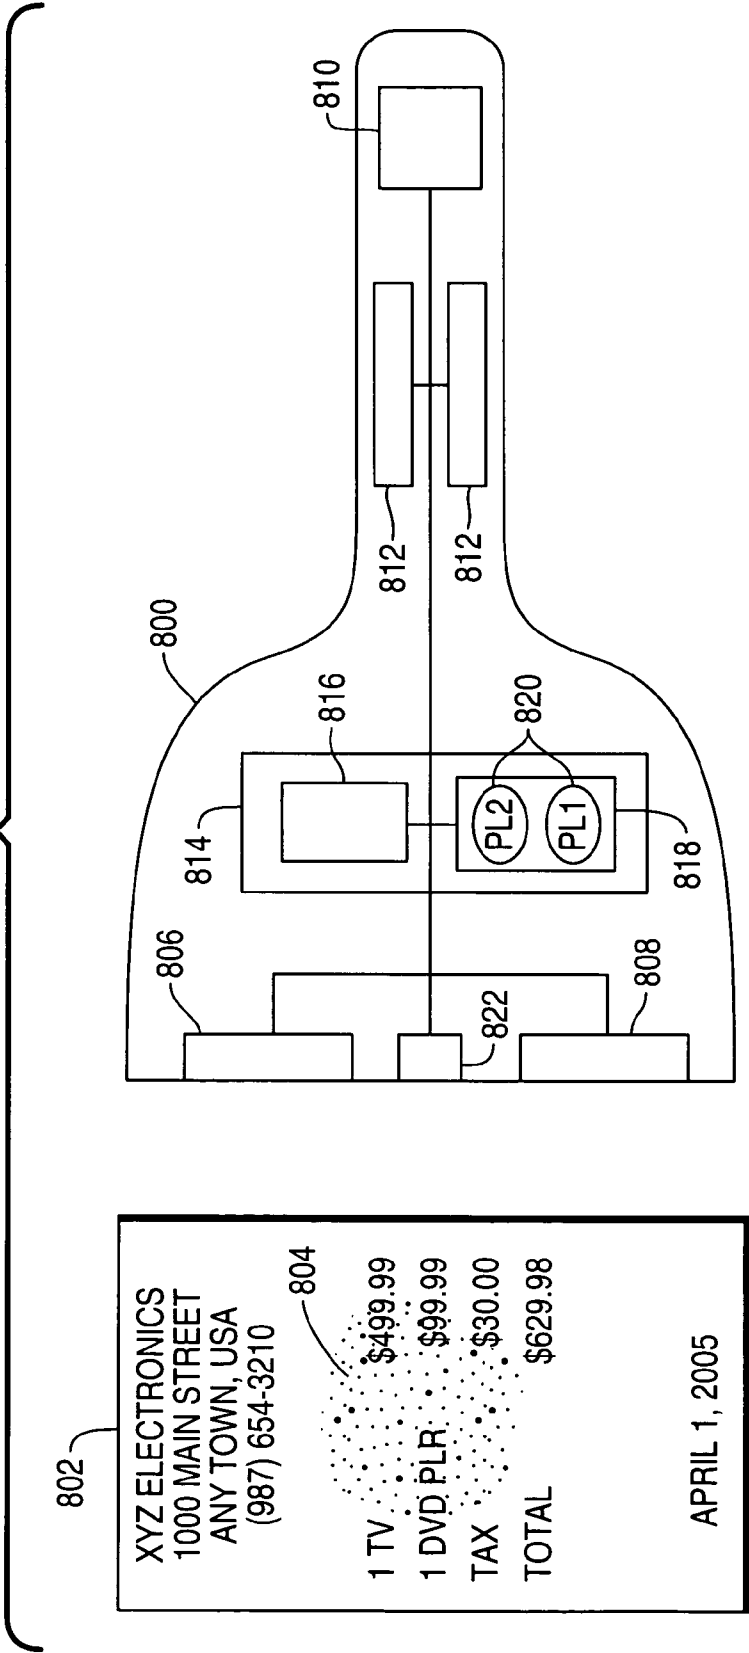 802
XYZ ELECTRONICS
1000 MAIN STREET
ANY TOWN, USA
(987) 654-3210
804
1 TV $499.99
1 DVD PLR $99.99
TAX $30.00
TOTAL $629.98
APRIL 1, 2005
800
806
822
808
814
816
PL2
PL1
820
818
812
812
810